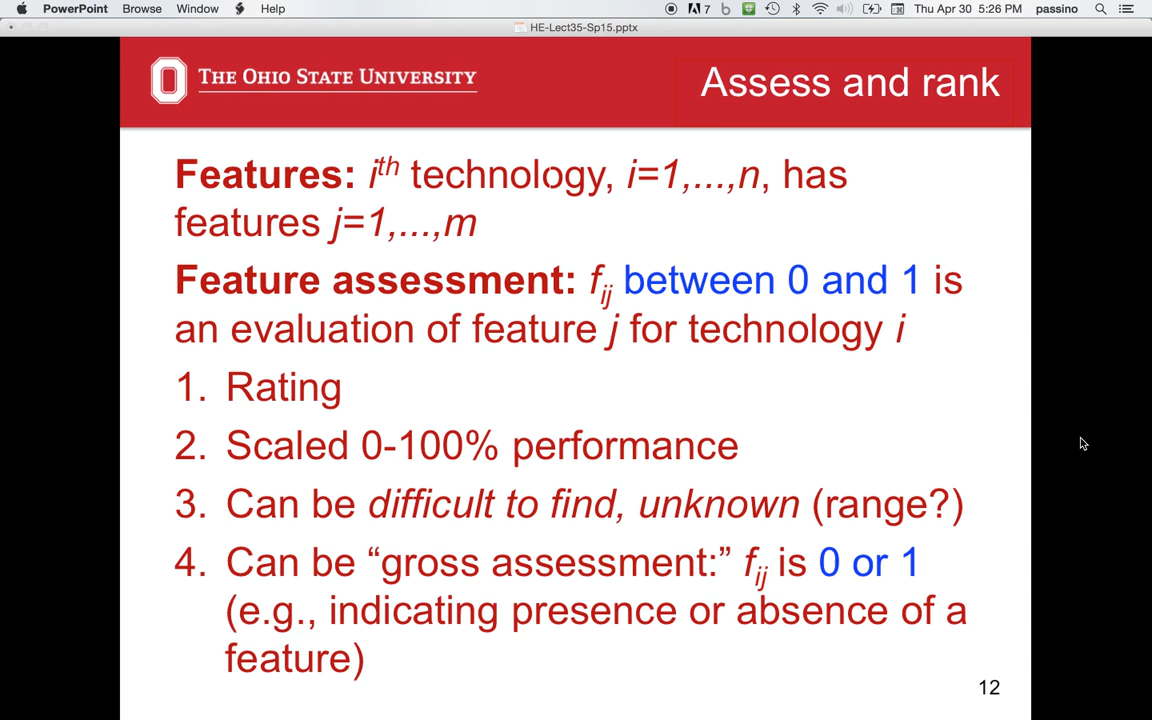 PowerPoint Browse Window Help 7 Thu Apr 30 5:26 PM passino
HE-Lect35-Sp15.pptx
THE OHIO STATE UNIVERSITY
Assess and rank
Features: ith technology, i=1,...,n, has
features j=1,...,m
Feature assessment: fij between 0 and 1 is
an evaluation of feature j for technology i
1. Rating
2. Scaled 0-100% performance
3. Can be difficult to find, unknown (range?)
4. Can be “gross assessment:” fij is 0 or 1
(e.g., indicating presence or absence of a
feature)
12